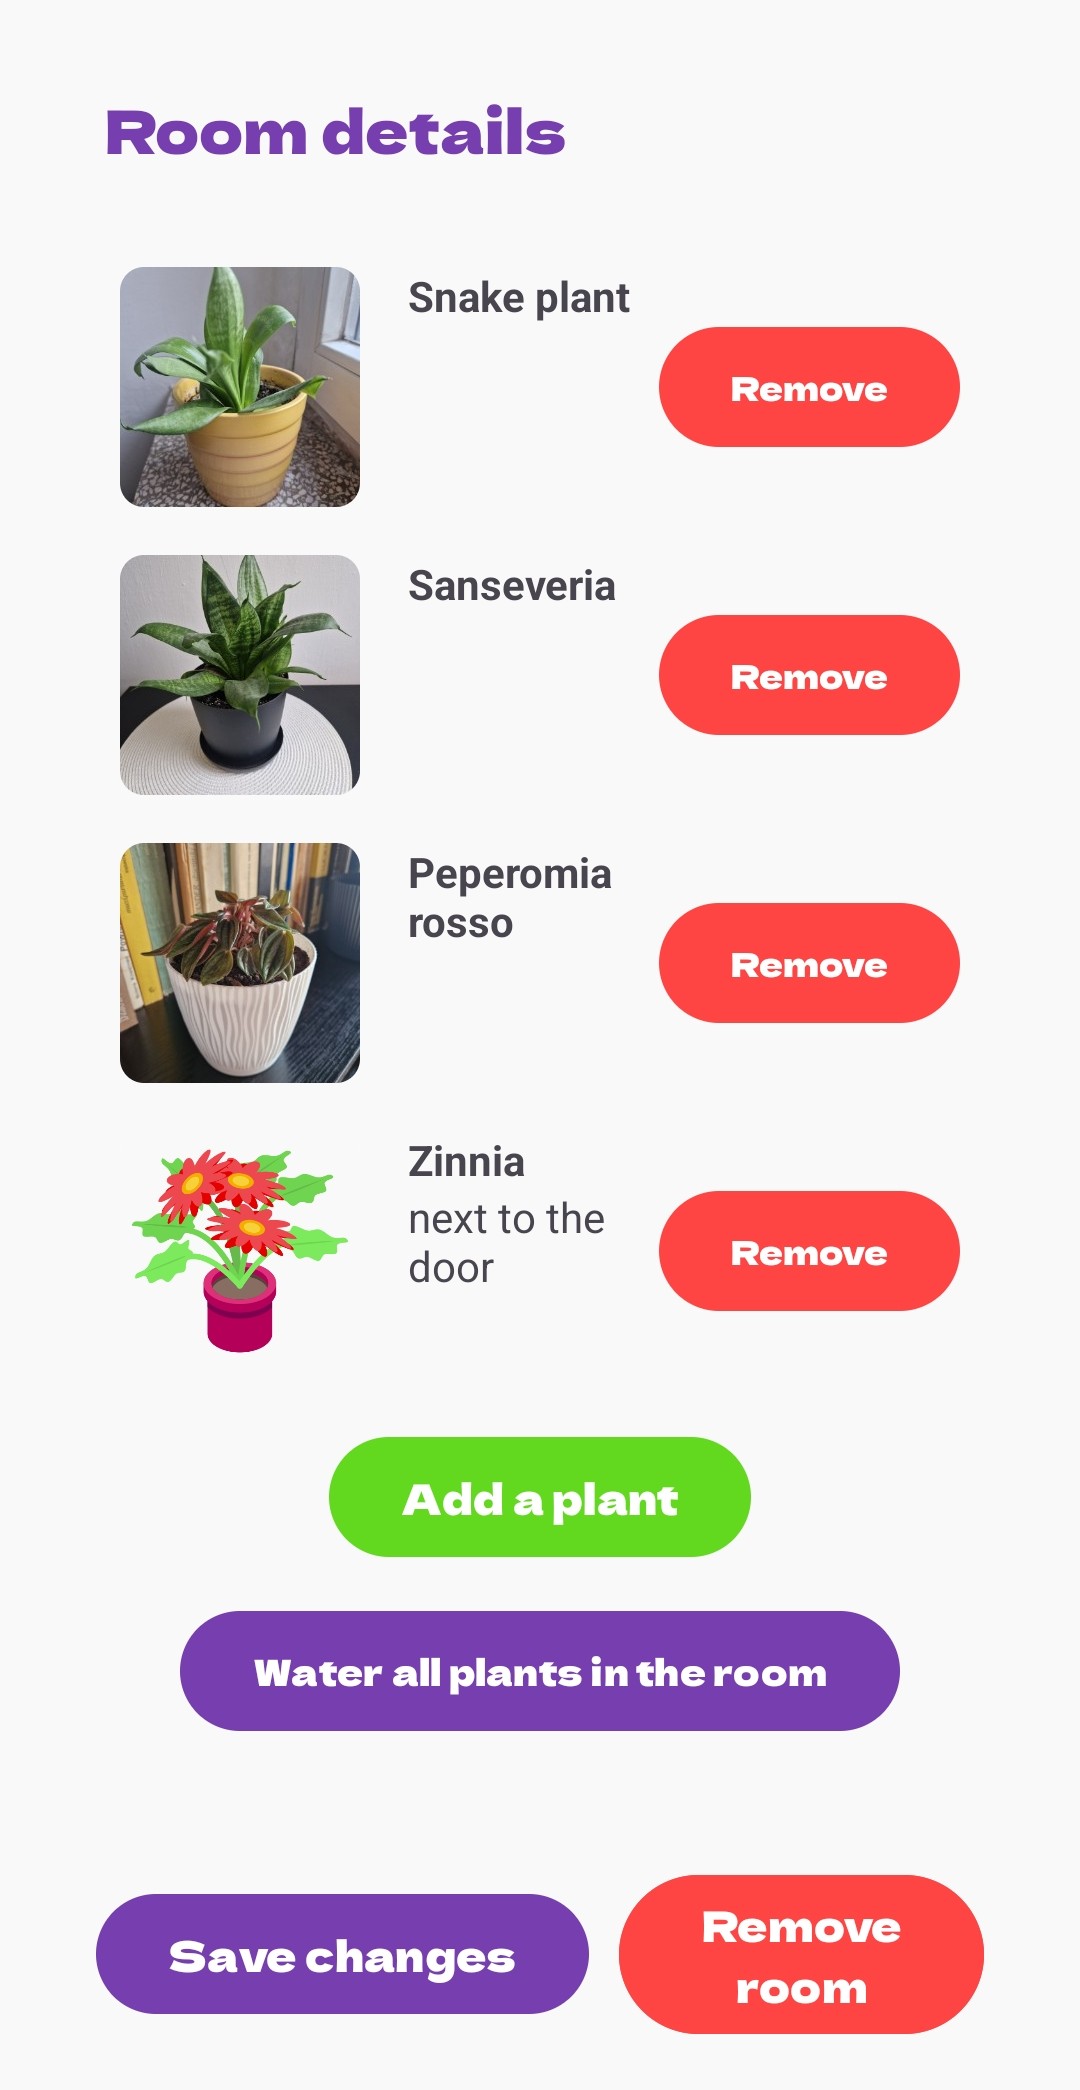 Room details
Snake plant
Remove
Sanseveria
Remove
Peperomia
rosso
Remove
Zinnia
next to the
door
Remove
Add a plant
Water all plants in the room
Save changes
Remove
room